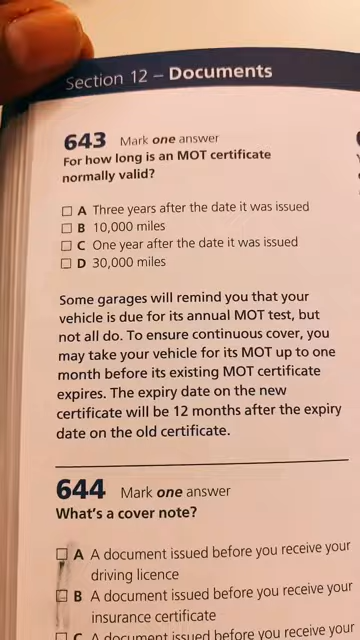 Section 12 – Documents
643 Mark one answer
For how long is an MOT certificate
normally valid?
A Three years after the date it was issued
B 10,000 miles
C One year after the date it was issued
D 30,000 miles
Some garages will remind you that your
vehicle is due for its annual MOT test, but
not all do. To ensure continuous cover, you
may take your vehicle for its MOT up to one
month before its existing MOT certificate
expires. The expiry date on the new
certificate will be 12 months after the expiry
date on the old certificate.
644 Mark one answer
What's a cover note?
A A document issued before you receive your
driving licence
B A document issued before you receive your
insurance certificate
C A document issued before you receive your